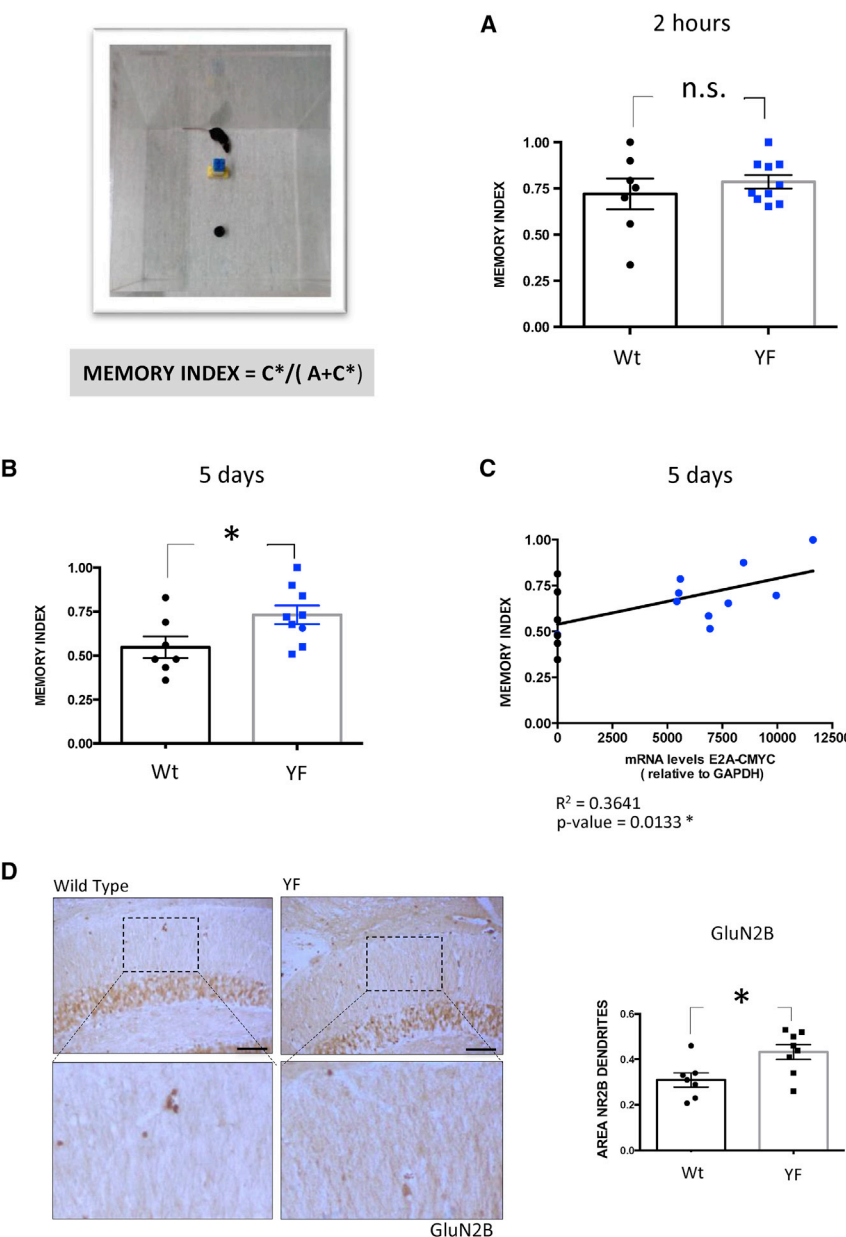 MEMORY INDEX = C*/( A+C*)
A
2 hours
n.s.
MEMORY INDEX
1.00
0.75
0.50
0.25
0.00
Wt
YF
B
5 days
*
MEMORY INDEX
1.00
0.75
0.50
0.25
0.00
Wt
YF
C
5 days
MEMORY INDEX
1.00
0.75
0.50
0.25
0.00
0 2500 5000 7500 10000 12500
mRNA levels E2A-CMYC
( relative to GAPDH)
R² = 0.3641
p-value = 0.0133 *
D
Wild Type
YF
GluN2B
GluN2B
*
AREA NR2B DENDRITES
0.6
0.4
0.2
0.0
Wt
YF